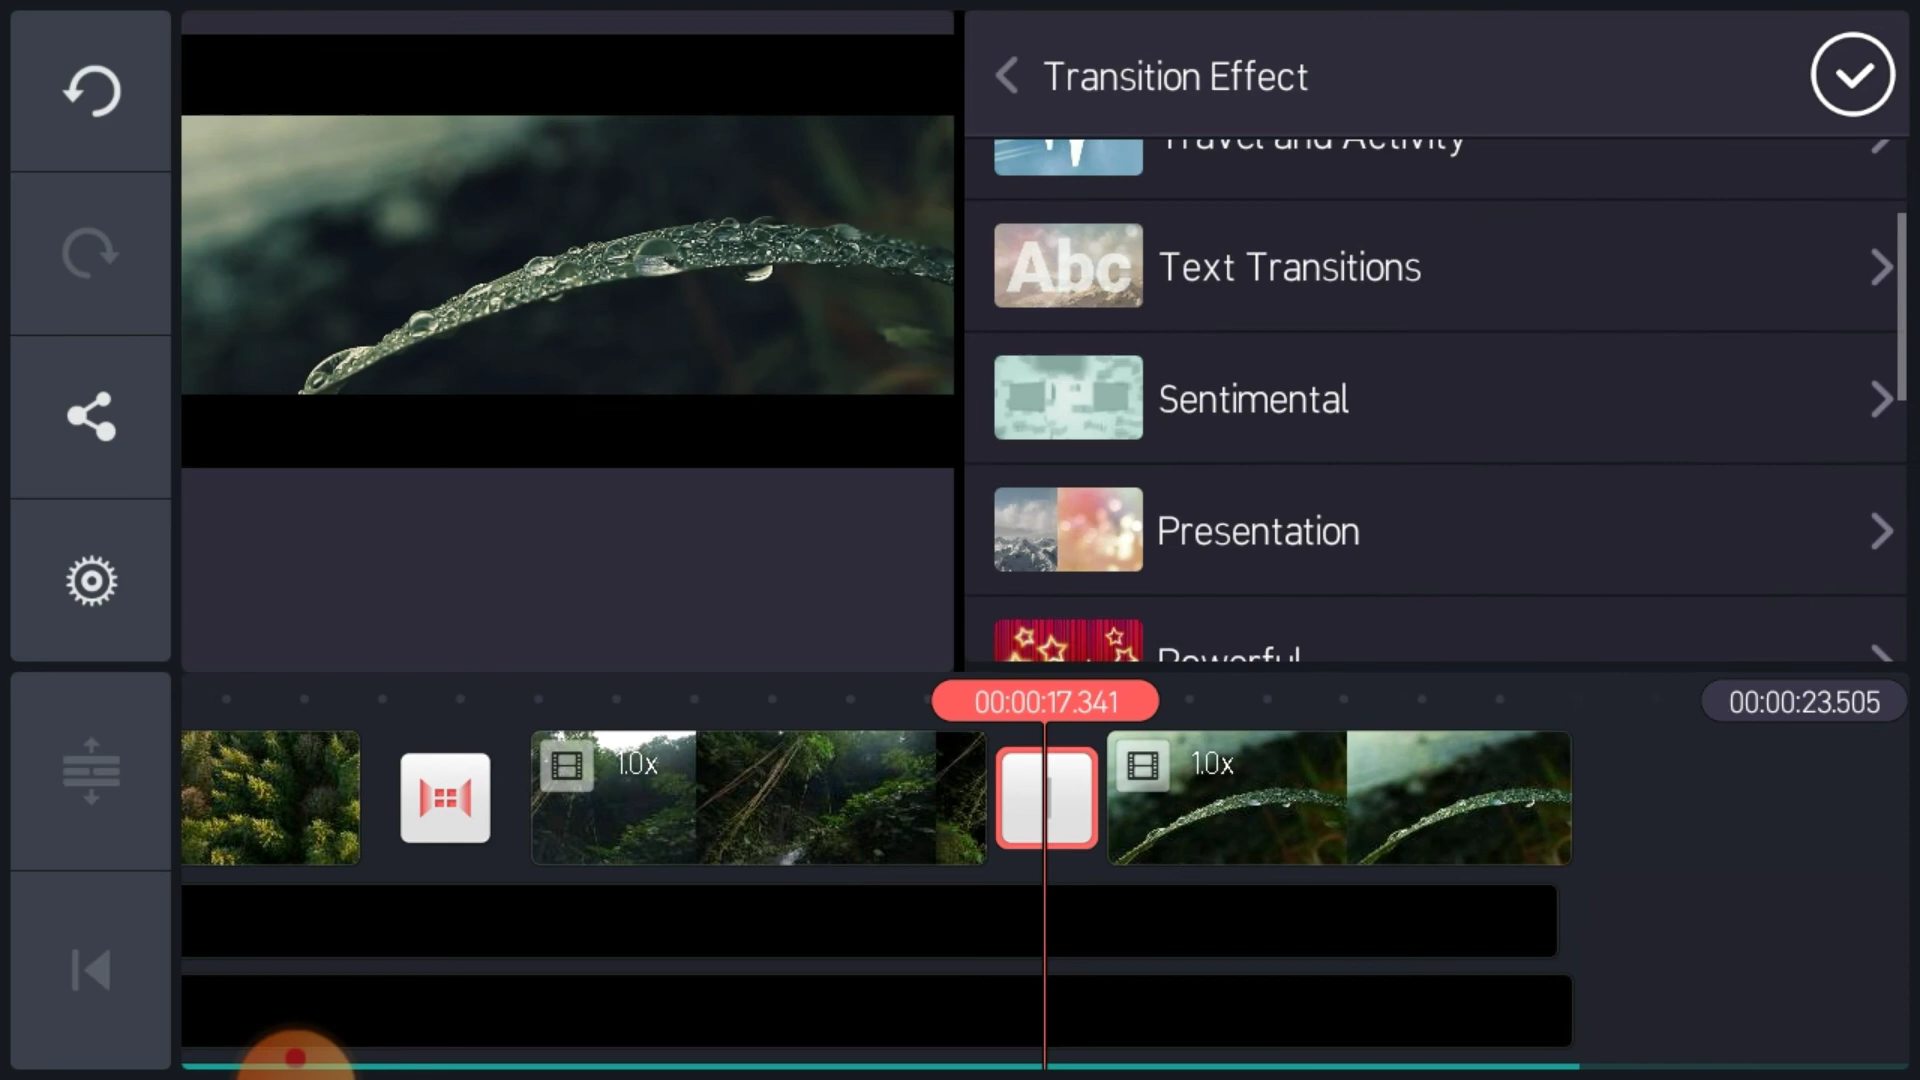 Transition Effect
Travel and Activity
Abc
Text Transitions
Sentimental
Presentation
Powerful
00:00:17.341
00:00:23.505
1.0x
1.0x